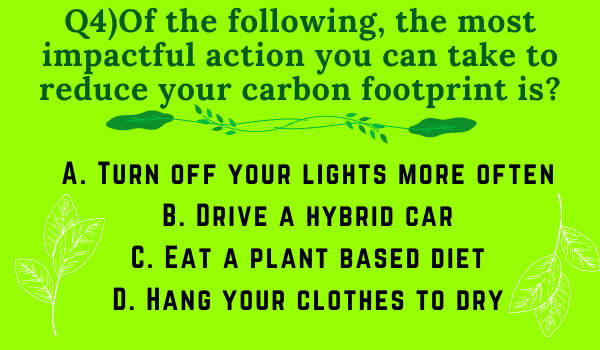 Q4)Of the following, the most
impactful action you can take to
reduce your carbon footprint is?
A. Turn off your lights more often
B. Drive a hybrid car
C. Eat a plant based diet
D. Hang your clothes to dry